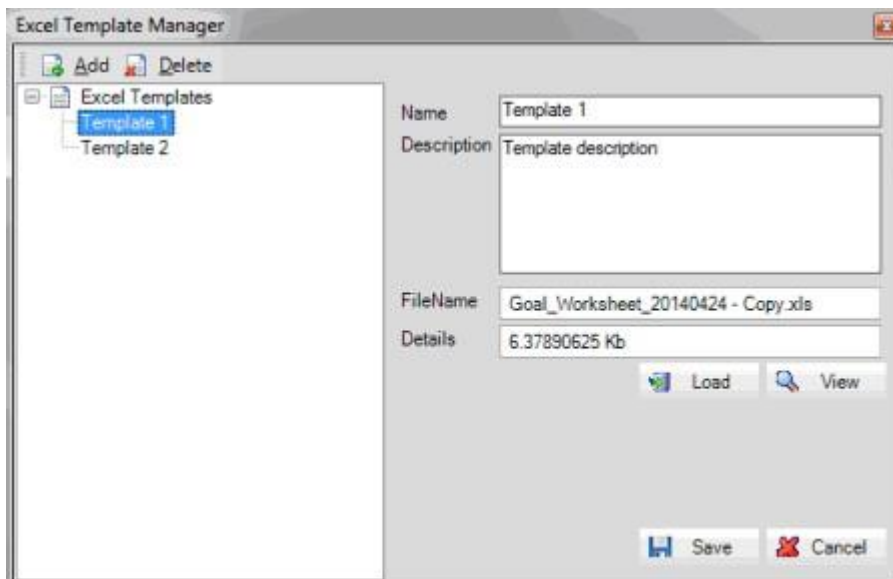 Excel Template Manager
Add Delete
Excel Templates
Template 1
Template 2
Name Template 1
Description Template description
FileName Goal_Worksheet_20140424 - Copy.xls
Details 6.37890625 Kb
Load View
Save Cancel